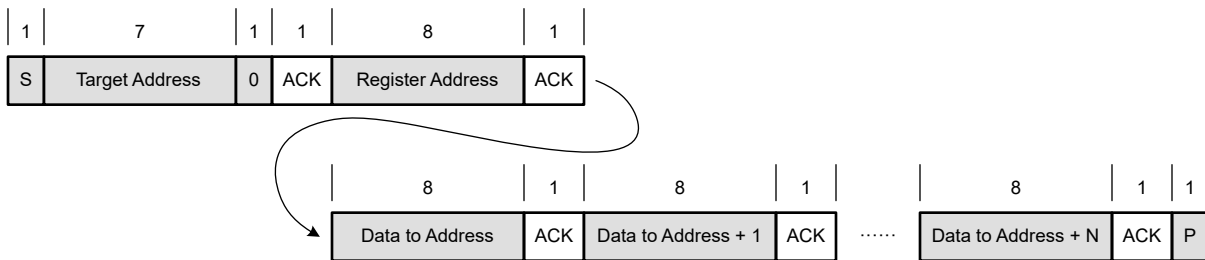 1 7 1 1 8 1
S Target Address 0 ACK Register Address ACK
8 1 8 1 8 1 1
Data to Address ACK Data to Address + 1 ACK ...... Data to Address + N ACK P